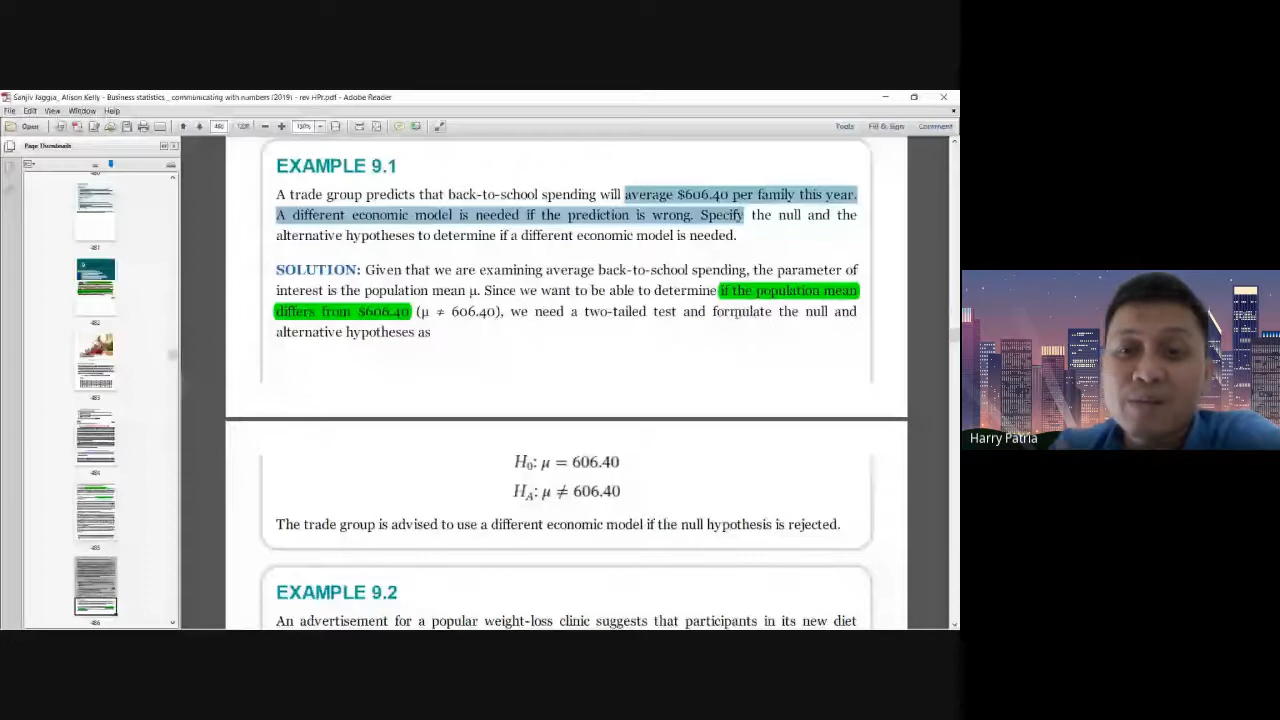 Sanjiv Jaggia_ Alison Kelly - Business statistics _ communicating with numbers (2019) - rev HPr.pdf - Adobe Reader
File Edit View Window Help
Open
150%
Tools Fill & Sign Comment
Page Thumbnails
481
482
483
484
485
486
EXAMPLE 9.1
A trade group predicts that back-to-school spending will average $606.40 per family this year.
A different economic model is needed if the prediction is wrong. Specify the null and the
alternative hypotheses to determine if a different economic model is needed.
SOLUTION: Given that we are examining average back-to-school spending, the parameter of
interest is the population mean μ. Since we want to be able to determine if the population mean
differs from $606.40 (μ ≠ 606.40), we need a two-tailed test and formulate the null and
alternative hypotheses as
H₀: μ = 606.40
H_A: μ ≠ 606.40
The trade group is advised to use a different economic model if the null hypothesis is rejected.
EXAMPLE 9.2
An advertisement for a popular weight-loss clinic suggests that participants in its new diet
Harry Patria